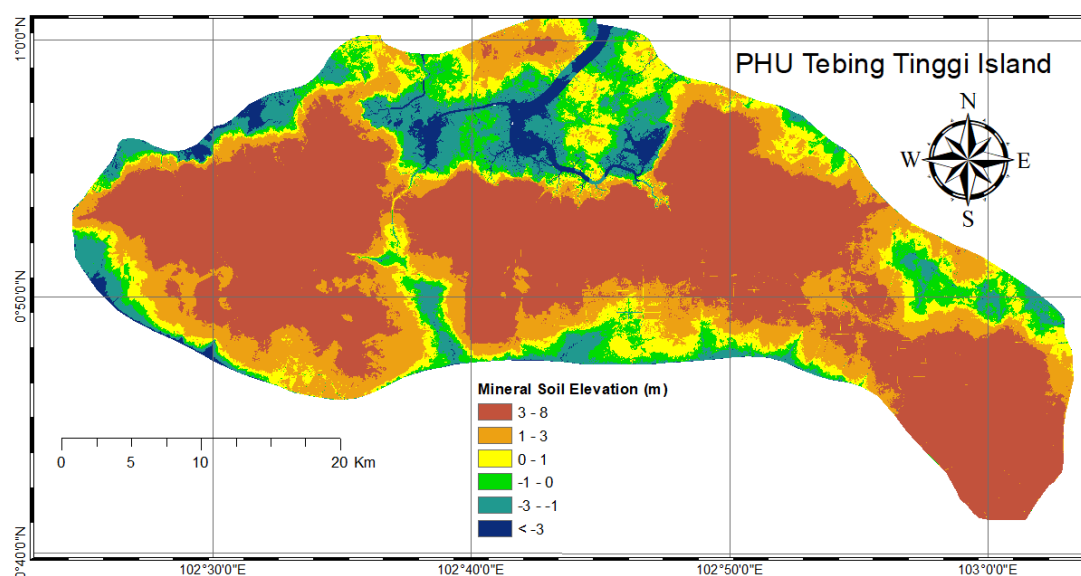 PHU Tebing Tinggi Island
N
W E
S
1°0'0"N
0°50'0"N
0°40'0"N
Mineral Soil Elevation (m)
3 - 8
1 - 3
0 - 1
-1 - 0
-3 - -1
< -3
0 5 10 20 Km
102°30'0"E 102°40'0"E 102°50'0"E 103°0'0"E